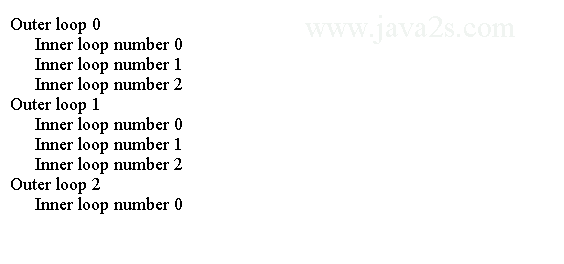 www.java2s.com
Outer loop 0
Inner loop number 0
Inner loop number 1
Inner loop number 2
Outer loop 1
Inner loop number 0
Inner loop number 1
Inner loop number 2
Outer loop 2
Inner loop number 0